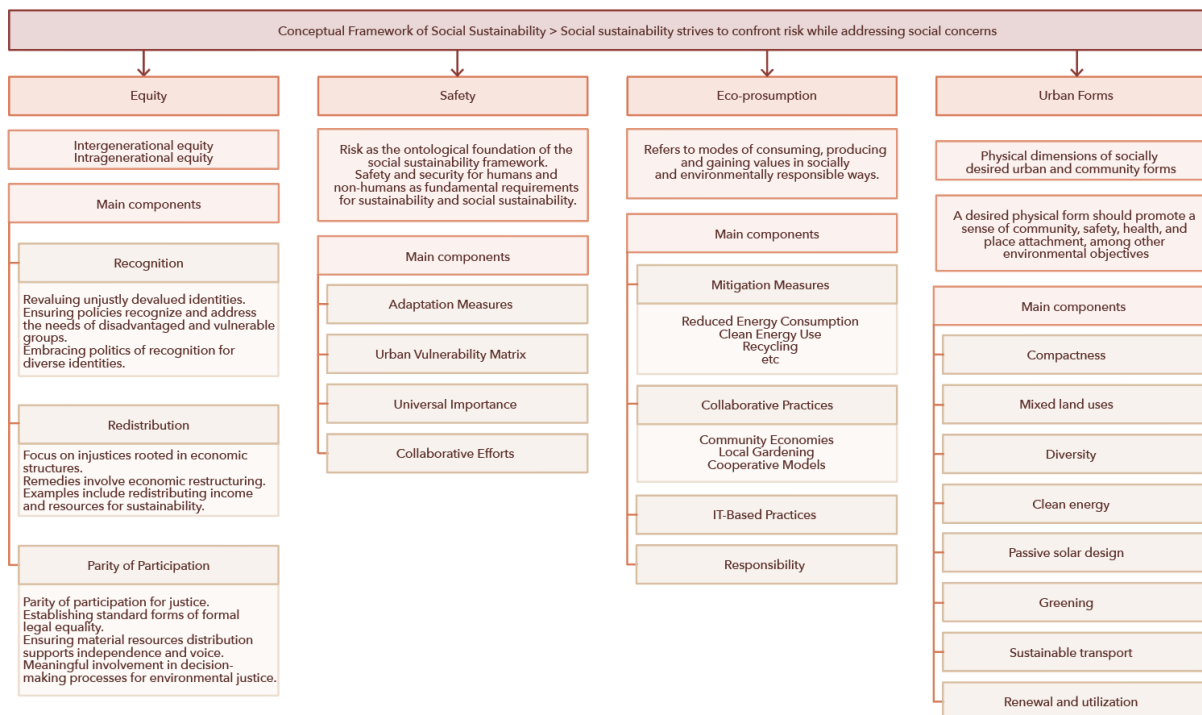 Conceptual Framework of Social Sustainability > Social sustainability strives to confront risk while addressing social concerns
Equity
Intergenerational equity
Intragenerational equity
Main components
Recognition
Revaluing unjustly devalued identities.
Ensuring policies recognize and address
the needs of disadvantaged and vulnerable
groups.
Embracing politics of recognition for
diverse identities.
Redistribution
Focus on injustices rooted in economic
structures.
Remedies involve economic restructuring.
Examples include redistributing income
and resources for sustainability.
Parity of Participation
Parity of participation for justice.
Establishing standard forms of formal
legal equality.
Ensuring material resources distribution
supports independence and voice.
Meaningful involvement in decision-
making processes for environmental justice.
Safety
Risk as the ontological foundation of the
social sustainability framework.
Safety and security for humans and
non-humans as fundamental requirements
for sustainability and social sustainability.
Main components
Adaptation Measures
Urban Vulnerability Matrix
Universal Importance
Collaborative Efforts
Eco-prosumption
Refers to modes of consuming, producing
and gaining values in socially
and environmentally responsible ways.
Main components
Mitigation Measures
Reduced Energy Consumption
Clean Energy Use
Recycling
etc
Collaborative Practices
Community Economies
Local Gardening
Cooperative Models
IT-Based Practices
Responsibility
Urban Forms
Physical dimensions of socially
desired urban and community forms
A desired physical form should promote a
sense of community, safety, health, and
place attachment, among other
environmental objectives
Main components
Compactness
Mixed land uses
Diversity
Clean energy
Passive solar design
Greening
Sustainable transport
Renewal and utilization